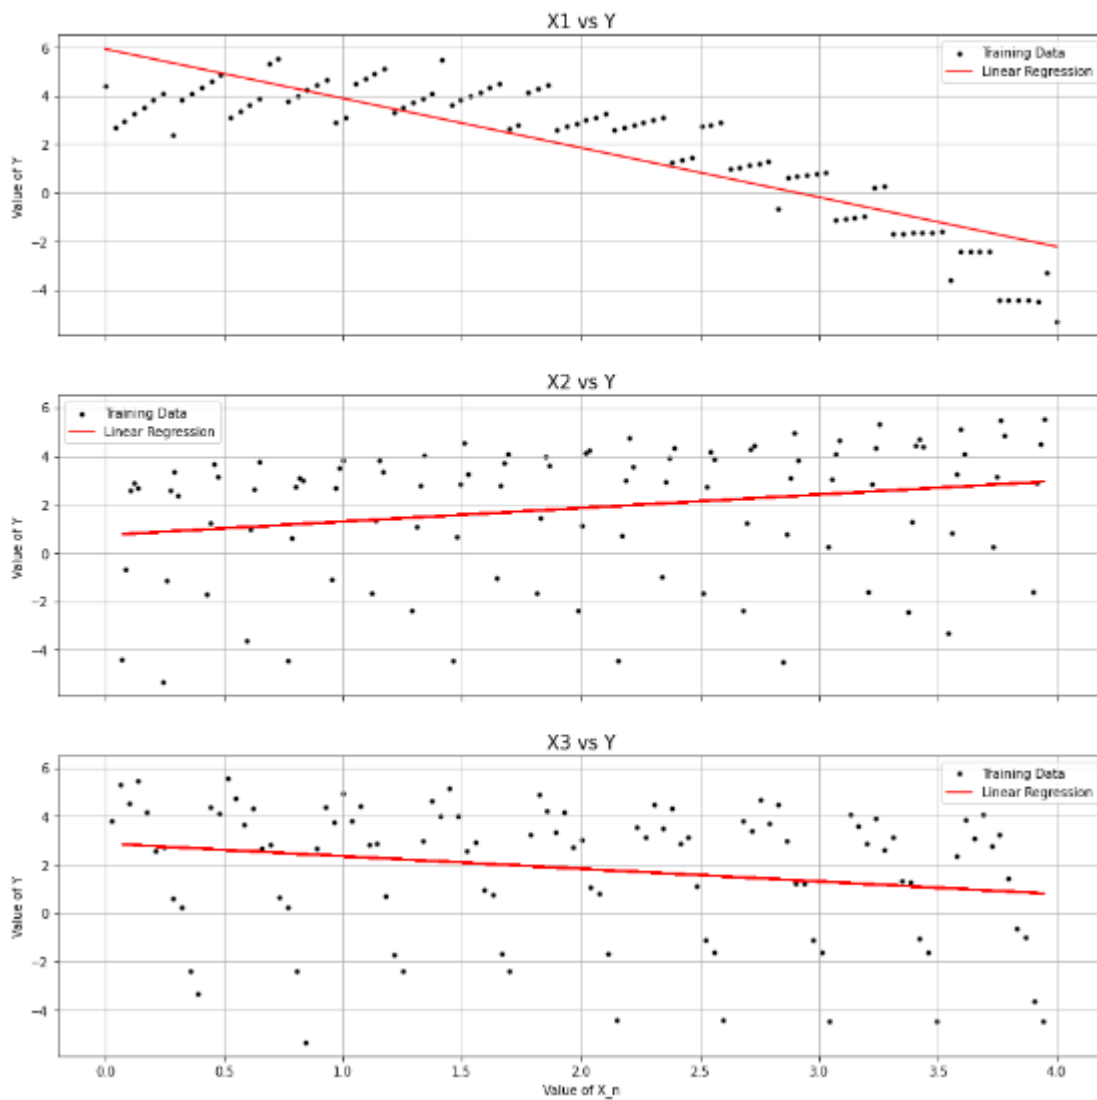 X1 vs Y
6
4
2
0
−2
−4
Value of Y
Training Data
Linear Regression
X2 vs Y
6
4
2
0
−2
−4
Value of Y
Training Data
Linear Regression
X3 vs Y
6
4
2
0
−2
−4
Value of Y
Training Data
Linear Regression
0.0 0.5 1.0 1.5 2.0 2.5 3.0 3.5 4.0
Value of X_n